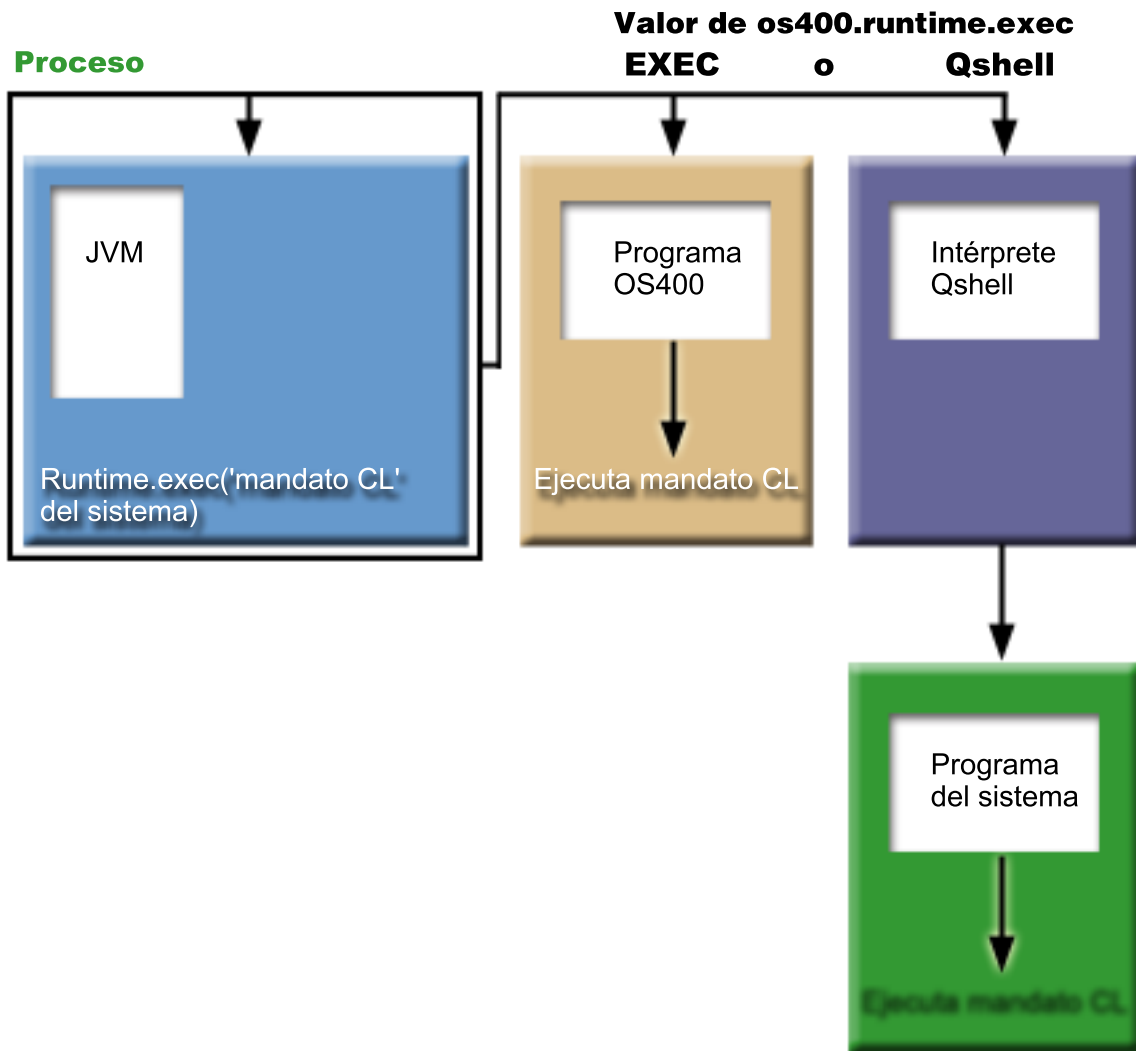 Valor de os400.runtime.exec
Proceso
EXEC o Qshell
JVM
Runtime.exec('mandato CL'
del sistema)
Programa
OS400
Ejecuta mandato CL
Intérprete
Qshell
Programa
del sistema
Ejecuta mandato CL